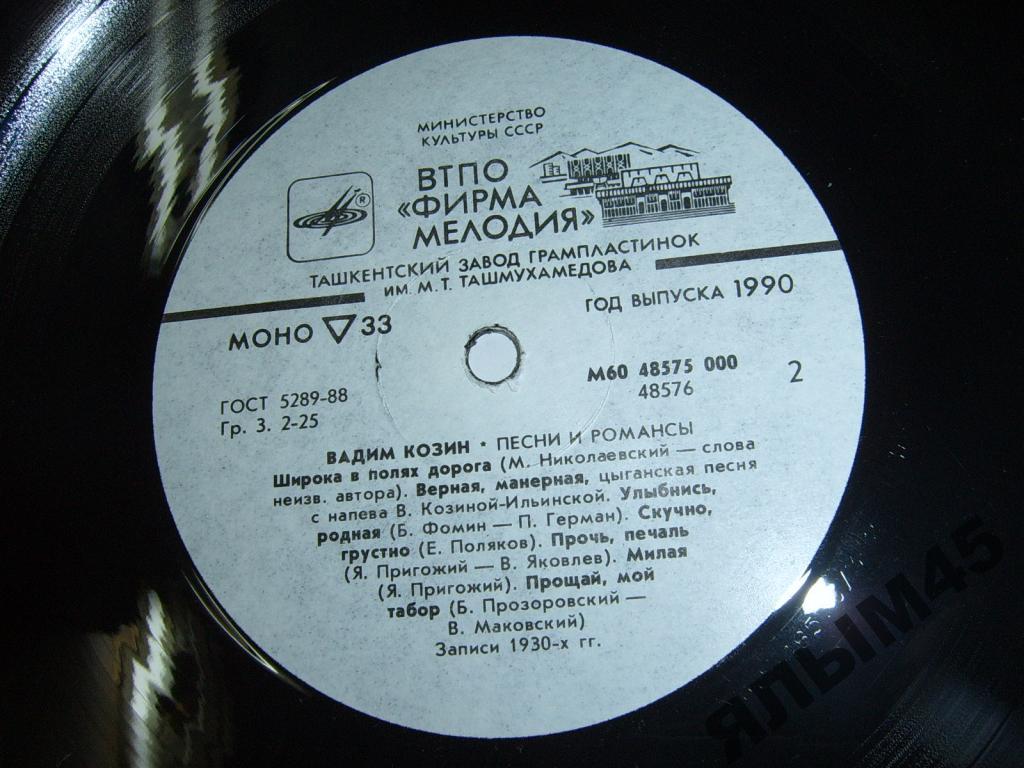 МИНИСТЕРСТВО
КУЛЬТУРЫ СССР
ВТПО
«ФИРМА
МЕЛОДИЯ»
®
ТАШКЕНТСКИЙ ЗАВОД ГРАМПЛАСТИНОК
ИМ. М. Т. ТАШМУХАМЕДОВА
МОНО ▽ 33
ГОД ВЫПУСКА 1990
ГОСТ 5289-88
Гр. 3. 2-25
М60 48575 000
48576
2
ВАДИМ КОЗИН • ПЕСНИ И РОМАНСЫ
Широка в полях дорога (М. Николаевский — слова
неизв. автора). Верная, манерная, цыганская песня
с напева В. Козиной-Ильинской. Улыбнись,
родная (Б. Фомин — П. Герман). Скучно,
грустно (Е. Поляков). Прочь, печаль
(Я. Пригожий — В. Яковлев). Милая
(Я. Пригожий). Прощай, мой
табор (Б. Прозоровский —
В. Маковский)
Записи 1930-х гг.
ЯЛЫМ45